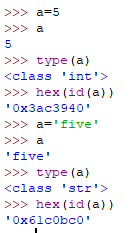 >>> a=5
>>> a
5
>>> type(a)
<class 'int'>
>>> hex(id(a))
'0x3ac3940'
>>> a='five'
>>> a
'five'
>>> type(a)
<class 'str'>
>>> hex(id(a))
'0x61c0bc0'